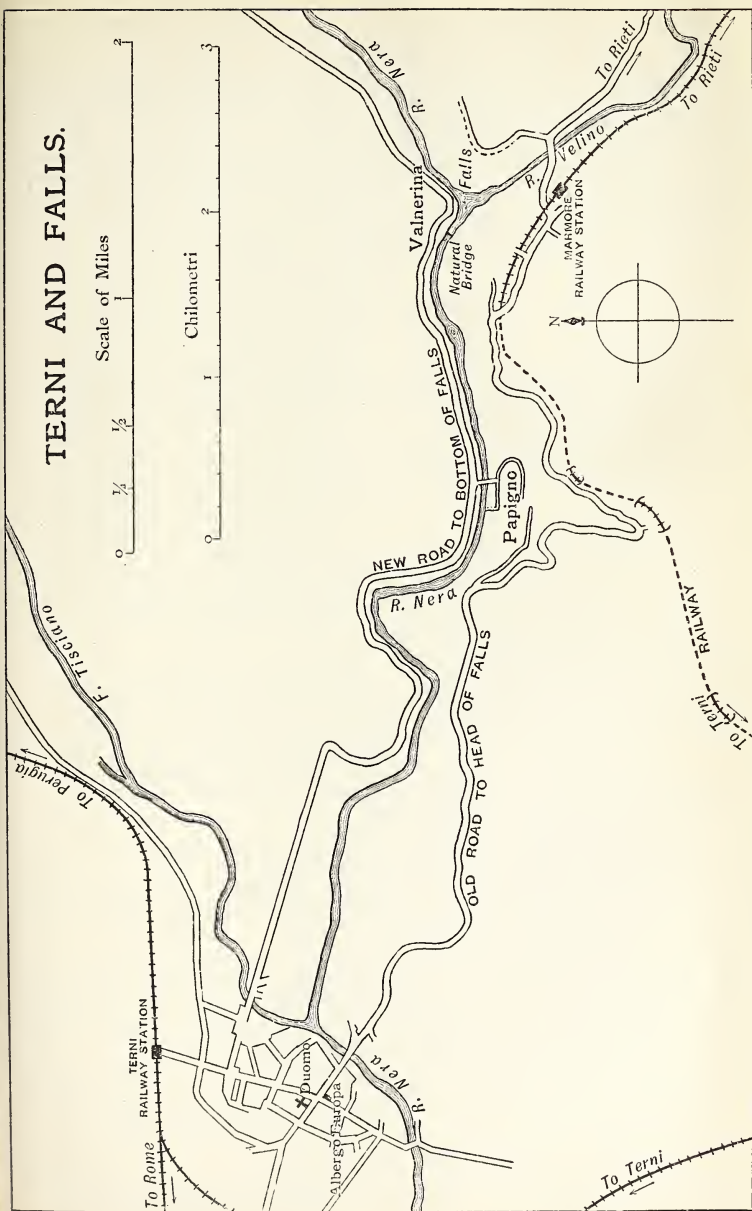 TERNI AND FALLS.
Scale of Miles
0 1/4 1/2 1 2
Chilometri
0 1 2 3
R. Nera
To Rieti
To Rieti
Falls
R. Velino
Valnerina
Natural Bridge
MARMORE
RAILWAY STATION
N
NEW ROAD TO BOTTOM OF FALLS
Papigno
R. Nera
OLD ROAD TO HEAD OF FALLS
RAILWAY
To Terni
F. Tisciano
To Perugia
TERNI
RAILWAY STATION
Duomo
Albergo Europa
R. Nera
To Rome
To Terni